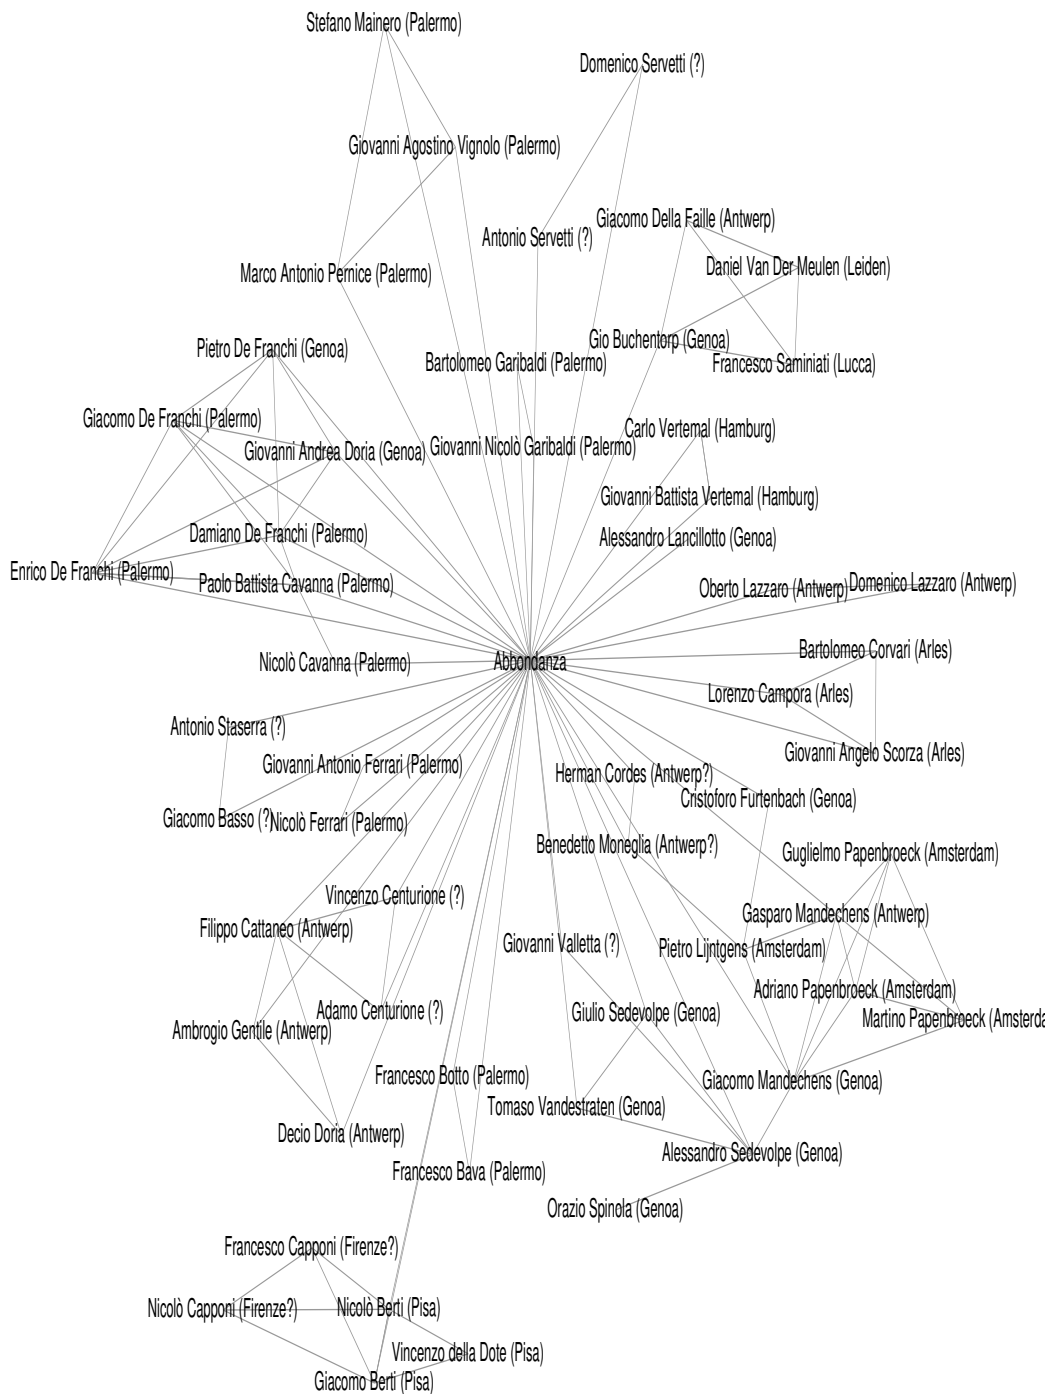 Stefano Mainero (Palermo)
Domenico Servetti (?)
Giovanni Agostino Vignolo (Palermo)
Giacomo Della Faille (Antwerp)
Antonio Servetti (?)
Daniel Van Der Meulen (Leiden)
Marco Antonio Pernice (Palermo)
Gio Buchentorp (Genoa)
Pietro De Franchi (Genoa)
Bartolomeo Garibaldi (Palermo)
Francesco Saminiati (Lucca)
Giacomo De Franchi (Palermo)
Carlo Vertemal (Hamburg)
Giovanni Andrea Doria (Genoa)
Giovanni Nicolò Garibaldi (Palermo)
Giovanni Battista Vertemal (Hamburg)
Damiano De Franchi (Palermo)
Alessandro Lancillotto (Genoa)
Enrico De Franchi (Palermo)
Paolo Battista Cavanna (Palermo)
Oberto Lazzaro (Antwerp)
Domenico Lazzaro (Antwerp)
Nicolò Cavanna (Palermo)
Abbondanza
Bartolomeo Corvari (Arles)
Lorenzo Campora (Arles)
Antonio Staserra (?)
Giovanni Angelo Scorza (Arles)
Giovanni Antonio Ferrari (Palermo)
Herman Cordes (Antwerp?)
Cristoforo Furtenbach (Genoa)
Giacomo Basso (?)
Nicolò Ferrari (Palermo)
Benedetto Moneglia (Antwerp?)
Guglielmo Papenbroeck (Amsterdam)
Vincenzo Centurione (?)
Gasparo Mandechens (Antwerp)
Filippo Cattaneo (Antwerp)
Giovanni Valletta (?)
Pietro Lijntgens (Amsterdam)
Adriano Papenbroeck (Amsterdam)
Adamo Centurione (?)
Giulio Sedevolpe (Genoa)
Martino Papenbroeck (Amsterda
Ambrogio Gentile (Antwerp)
Francesco Botto (Palermo)
Giacomo Mandechens (Genoa)
Tomaso Vandestraten (Genoa)
Decio Doria (Antwerp)
Alessandro Sedevolpe (Genoa)
Francesco Bava (Palermo)
Orazio Spinola (Genoa)
Francesco Capponi (Firenze?)
Nicolò Capponi (Firenze?)
Nicolò Berti (Pisa)
Vincenzo della Dote (Pisa)
Giacomo Berti (Pisa)